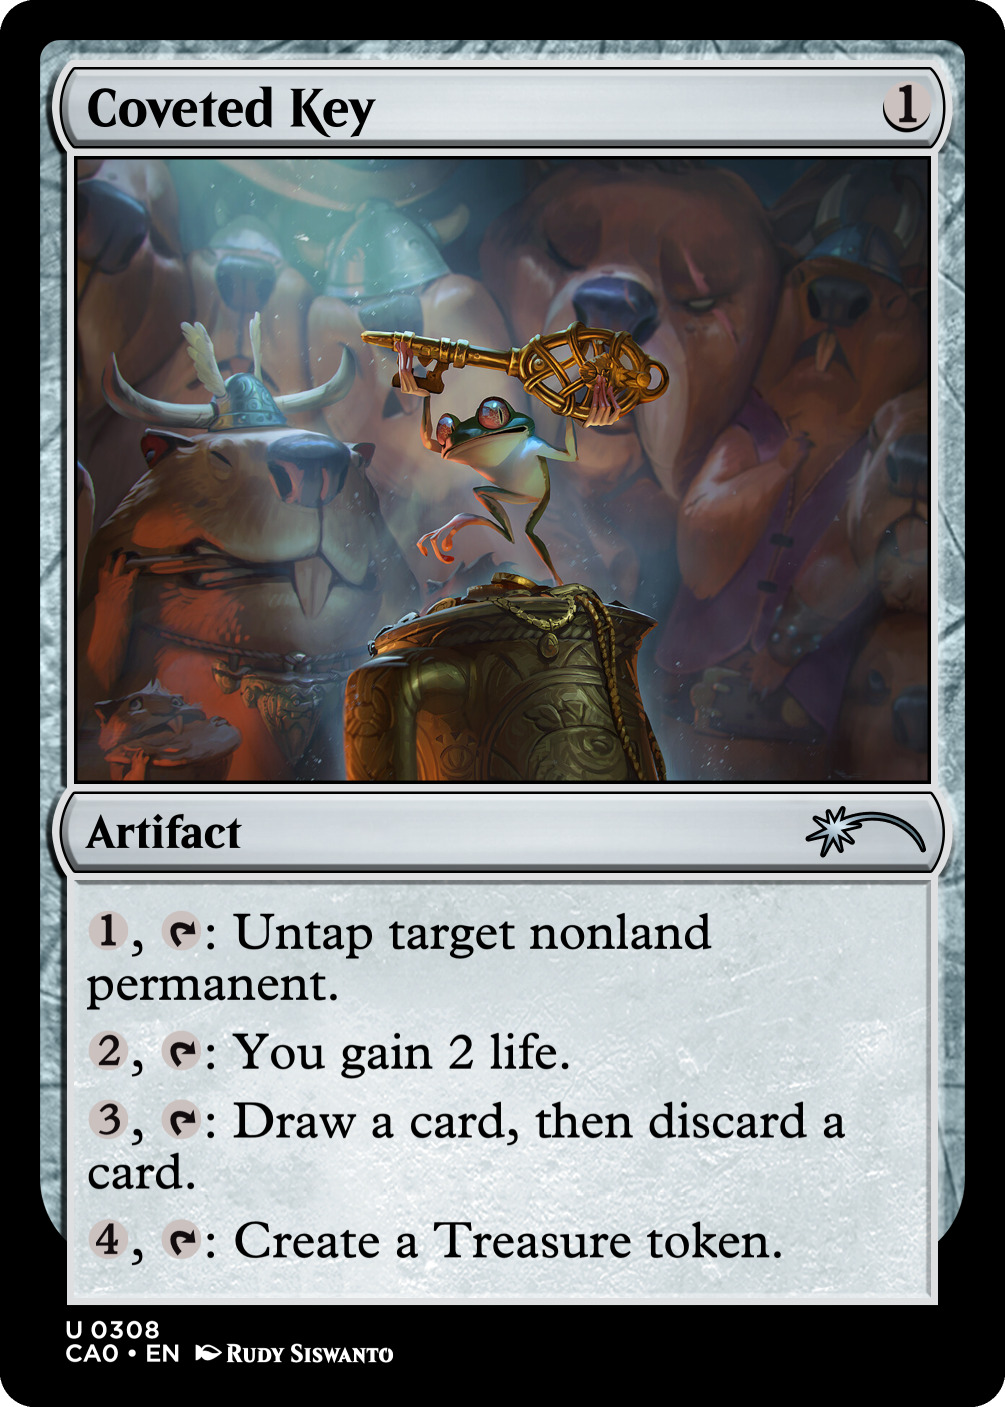 Coveted Key 1
Artifact
1, : Untap target nonland
permanent.
2, : You gain 2 life.
3, : Draw a card, then discard a
card.
4, : Create a Treasure token.
U 0308
CAO • EN Rudy Siswanto